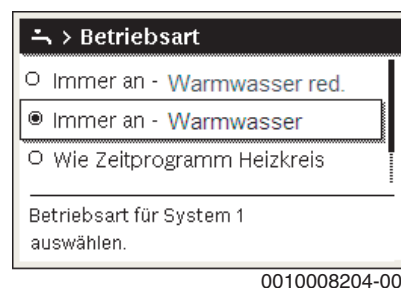 > Betriebsart
Immer an - Warmwasser red.
Immer an - Warmwasser
Wie Zeitprogramm Heizkreis
Betriebsart für System 1
auswählen.
0010008204-00